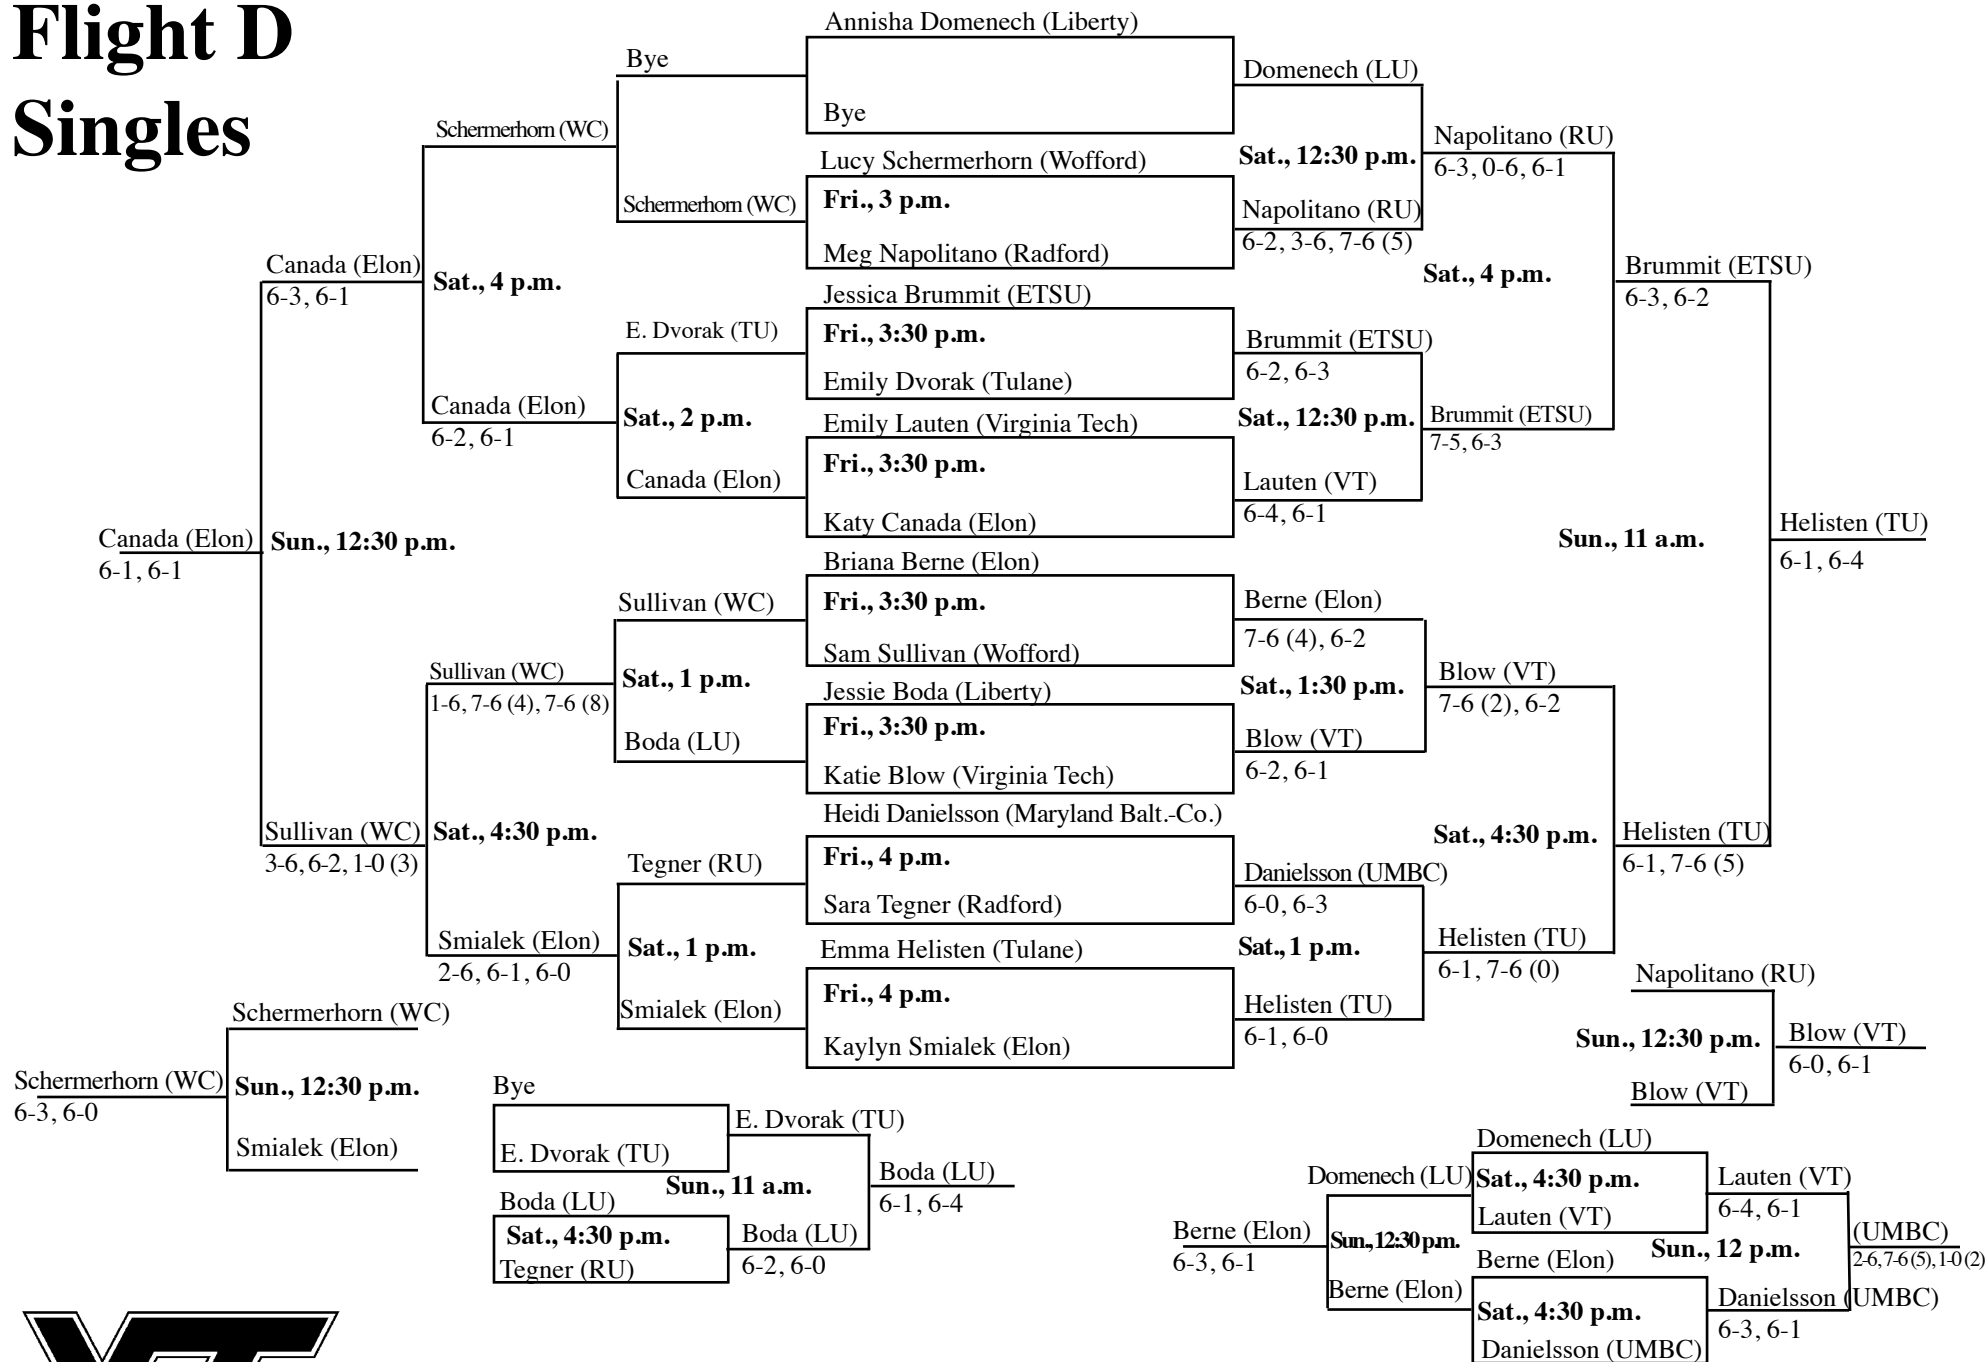 Flight D
Singles
Annisha Domenech (Liberty)
Bye
Domenech (LU)
Bye
Schermerhorn (WC)
Napolitano (RU)
Lucy Schermerhorn (Wofford)
Sat., 12:30 p.m.
6-3, 0-6, 6-1
Schermerhorn (WC)
Fri., 3 p.m.
Napolitano (RU)
Meg Napolitano (Radford)
6-2, 3-6, 7-6 (5)
Canada (Elon)
6-3, 6-1
Sat., 4 p.m.
Sat., 4 p.m.
Brummit (ETSU)
6-3, 6-2
Jessica Brummit (ETSU)
E. Dvorak (TU)
Fri., 3:30 p.m.
Brummit (ETSU)
Emily Dvorak (Tulane)
6-2, 6-3
Canada (Elon)
6-2, 6-1
Sat., 2 p.m.
Emily Lauten (Virginia Tech)
Sat., 12:30 p.m.
Brummit (ETSU)
7-5, 6-3
Fri., 3:30 p.m.
Canada (Elon)
Lauten (VT)
Katy Canada (Elon)
6-4, 6-1
Canada (Elon)
6-1, 6-1
Sun., 12:30 p.m.
Sun., 11 a.m.
Helisten (TU)
6-1, 6-4
Briana Berne (Elon)
Sullivan (WC)
Fri., 3:30 p.m.
Berne (Elon)
Sam Sullivan (Wofford)
7-6 (4), 6-2
Sullivan (WC)
1-6, 7-6 (4), 7-6 (8)
Sat., 1 p.m.
Jessie Boda (Liberty)
Sat., 1:30 p.m.
Blow (VT)
7-6 (2), 6-2
Boda (LU)
Fri., 3:30 p.m.
Blow (VT)
Katie Blow (Virginia Tech)
6-2, 6-1
Heidi Danielsson (Maryland Balt.-Co.)
Sullivan (WC)
3-6, 6-2, 1-0 (3)
Sat., 4:30 p.m.
Sat., 4:30 p.m.
Helisten (TU)
6-1, 7-6 (5)
Tegner (RU)
Fri., 4 p.m.
Danielsson (UMBC)
Sara Tegner (Radford)
6-0, 6-3
Smialek (Elon)
2-6, 6-1, 6-0
Sat., 1 p.m.
Emma Helisten (Tulane)
Sat., 1 p.m.
Helisten (TU)
6-1, 7-6 (0)
Smialek (Elon)
Fri., 4 p.m.
Helisten (TU)
Kaylyn Smialek (Elon)
6-1, 6-0
Napolitano (RU)
Sun., 12:30 p.m.
Blow (VT)
6-0, 6-1
Blow (VT)
Schermerhorn (WC)
Schermerhorn (WC)
6-3, 6-0
Sun., 12:30 p.m.
Smialek (Elon)
Bye
E. Dvorak (TU)
E. Dvorak (TU)
Sun., 11 a.m.
Boda (LU)
6-1, 6-4
Boda (LU)
Sat., 4:30 p.m.
Boda (LU)
Tegner (RU)
6-2, 6-0
Domenech (LU)
Domenech (LU)
Sat., 4:30 p.m.
Lauten (VT)
Lauten (VT)
6-4, 6-1
Berne (Elon)
6-3, 6-1
Sun., 12:30 p.m.
Berne (Elon)
Sun., 12 p.m.
(UMBC)
2-6, 7-6 (5), 1-0 (2)
Berne (Elon)
Sat., 4:30 p.m.
Danielsson (UMBC)
Danielsson (UMBC)
6-3, 6-1